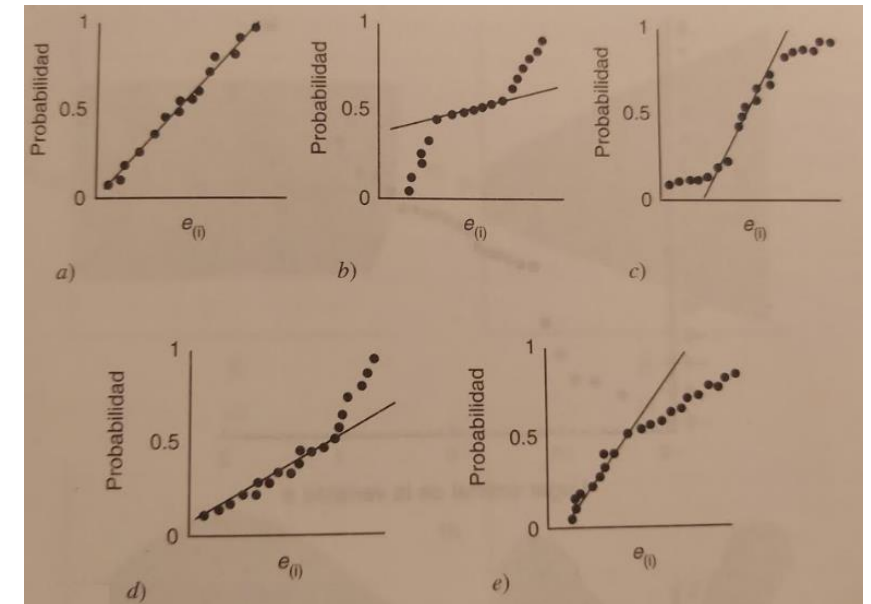 Probabilidad
1
0.5
0
e(i)
a)
Probabilidad
1
0.5
0
e(i)
b)
Probabilidad
1
0.5
0
e(i)
c)
Probabilidad
1
0.5
0
e(i)
d)
Probabilidad
1
0.5
0
e(i)
e)